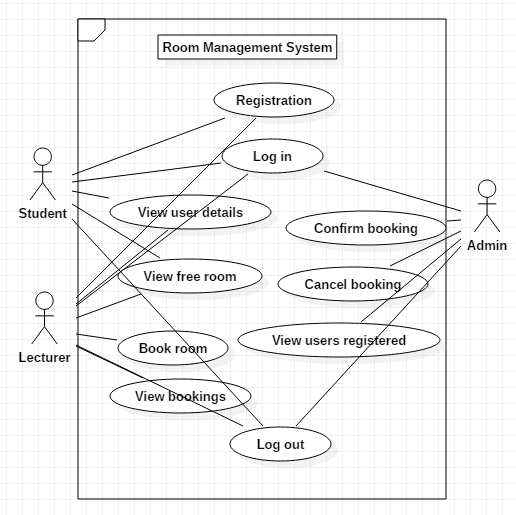 Room Management System
Registration
Log in
Student
View user details
Confirm booking
Admin
View free room
Cancel booking
Lecturer
Book room
View users registered
View bookings
Log out